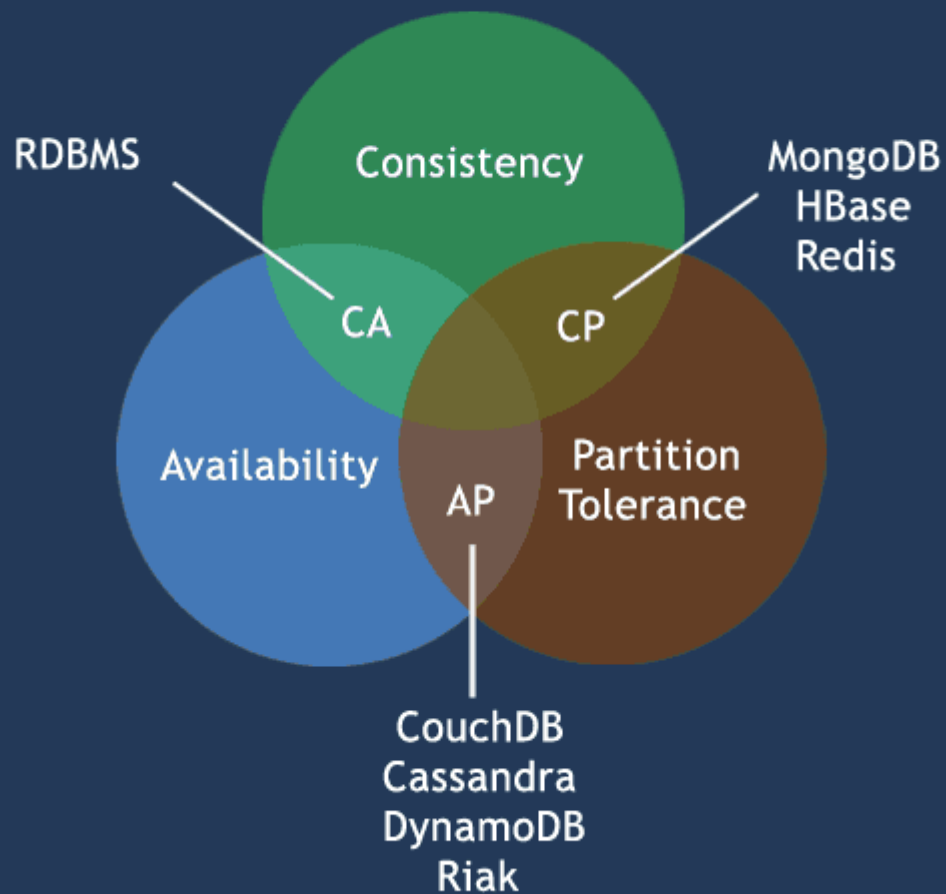 RDBMS
Consistency
MongoDB
HBase
Redis
CA
CP
Availability
Partition
Tolerance
AP
CouchDB
Cassandra
DynamoDB
Riak